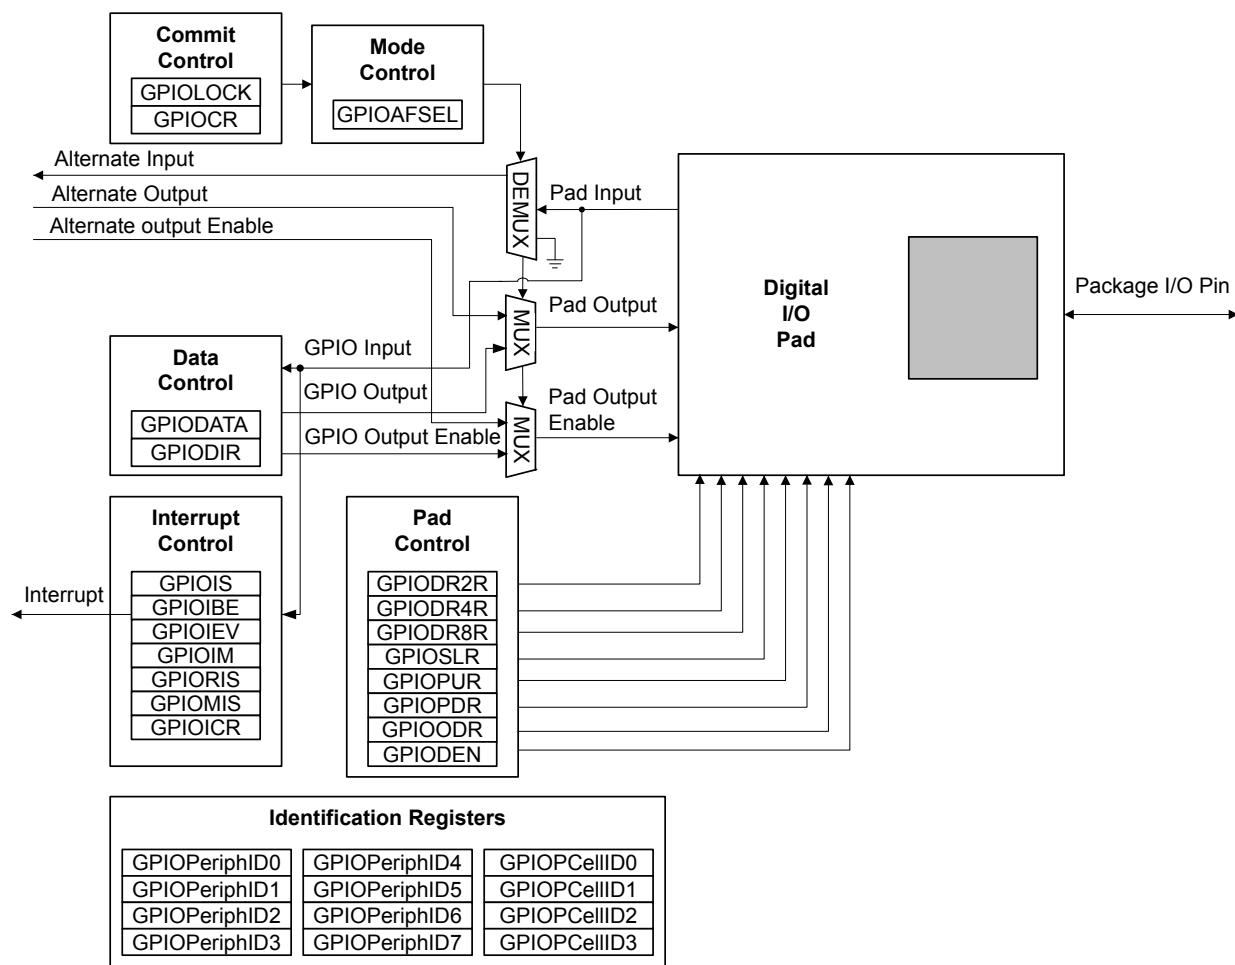 Commit
Control
GPIOLOCK
GPIOCR
Mode
Control
GPIOAFSEL
Alternate Input
Alternate Output
Alternate output Enable
DEMUX
Pad Input
MUX
Pad Output
MUX
Pad Output
Enable
Digital
I/O
Pad
Package I/O Pin
Data
Control
GPIODATA
GPIODIR
GPIO Input
GPIO Output
GPIO Output Enable
Interrupt
Control
GPIOIS
GPIOIBE
GPIOIEV
GPIOIM
GPIORIS
GPIOMIS
GPIOICR
Interrupt
Pad
Control
GPIODR2R
GPIODR4R
GPIODR8R
GPIOSLR
GPIOPUR
GPIOPDR
GPIOODR
GPIODEN
Identification Registers
GPIOPeriphID0
GPIOPeriphID1
GPIOPeriphID2
GPIOPeriphID3
GPIOPeriphID4
GPIOPeriphID5
GPIOPeriphID6
GPIOPeriphID7
GPIOPCellID0
GPIOPCellID1
GPIOPCellID2
GPIOPCellID3